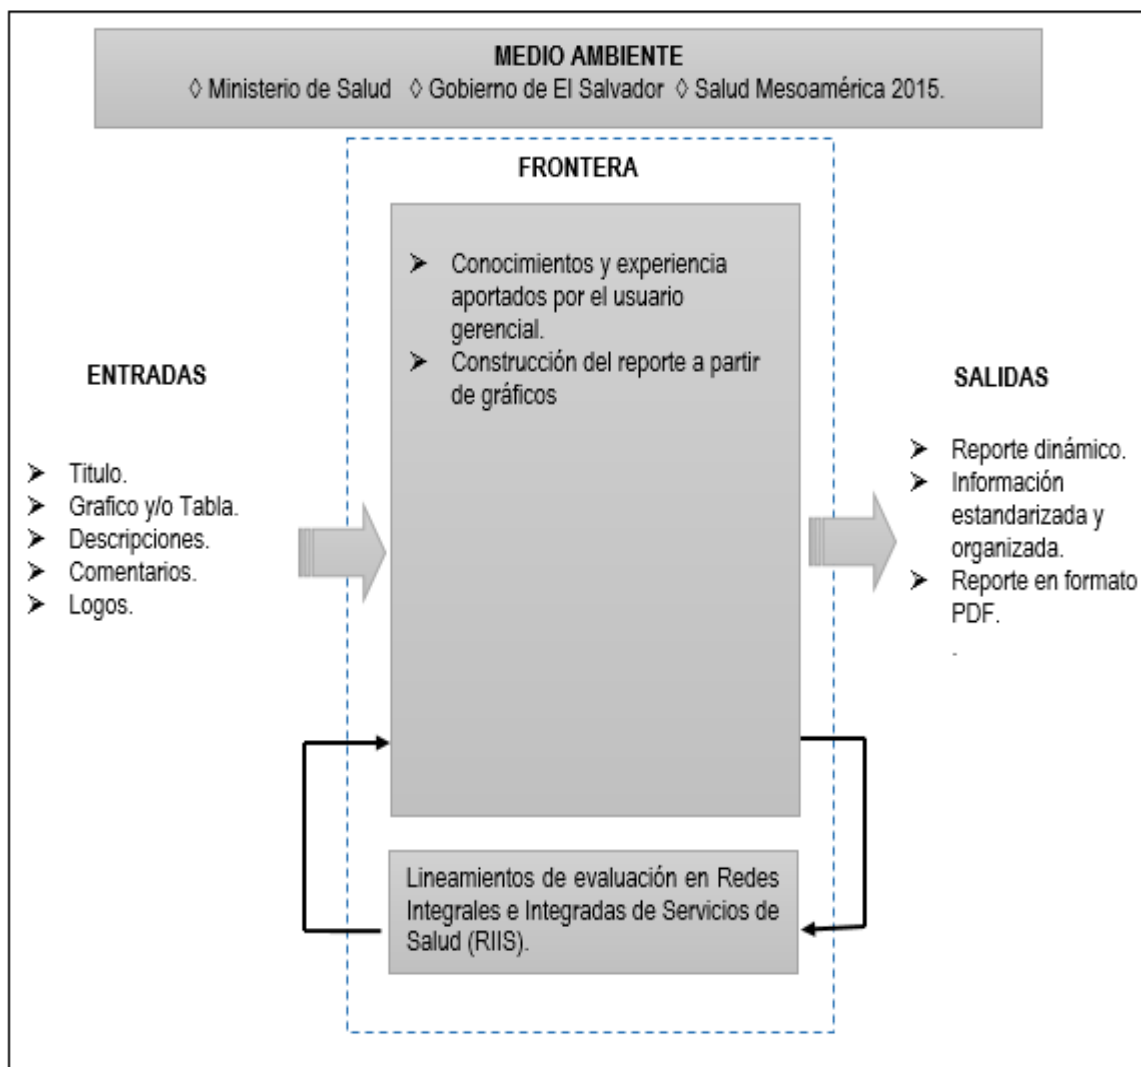 MEDIO AMBIENTE
◊ Ministerio de Salud ◊ Gobierno de El Salvador ◊ Salud Mesoamérica 2015.
FRONTERA
➤ Conocimientos y experiencia
aportados por el usuario
gerencial.
➤ Construcción del reporte a partir
de gráficos
ENTRADAS
➤ Titulo.
➤ Grafico y/o Tabla.
➤ Descripciones.
➤ Comentarios.
➤ Logos.
SALIDAS
➤ Reporte dinámico.
➤ Información
estandarizada y
organizada.
➤ Reporte en formato
PDF.
.
Lineamientos de evaluación en Redes
Integrales e Integradas de Servicios de
Salud (RIIS).